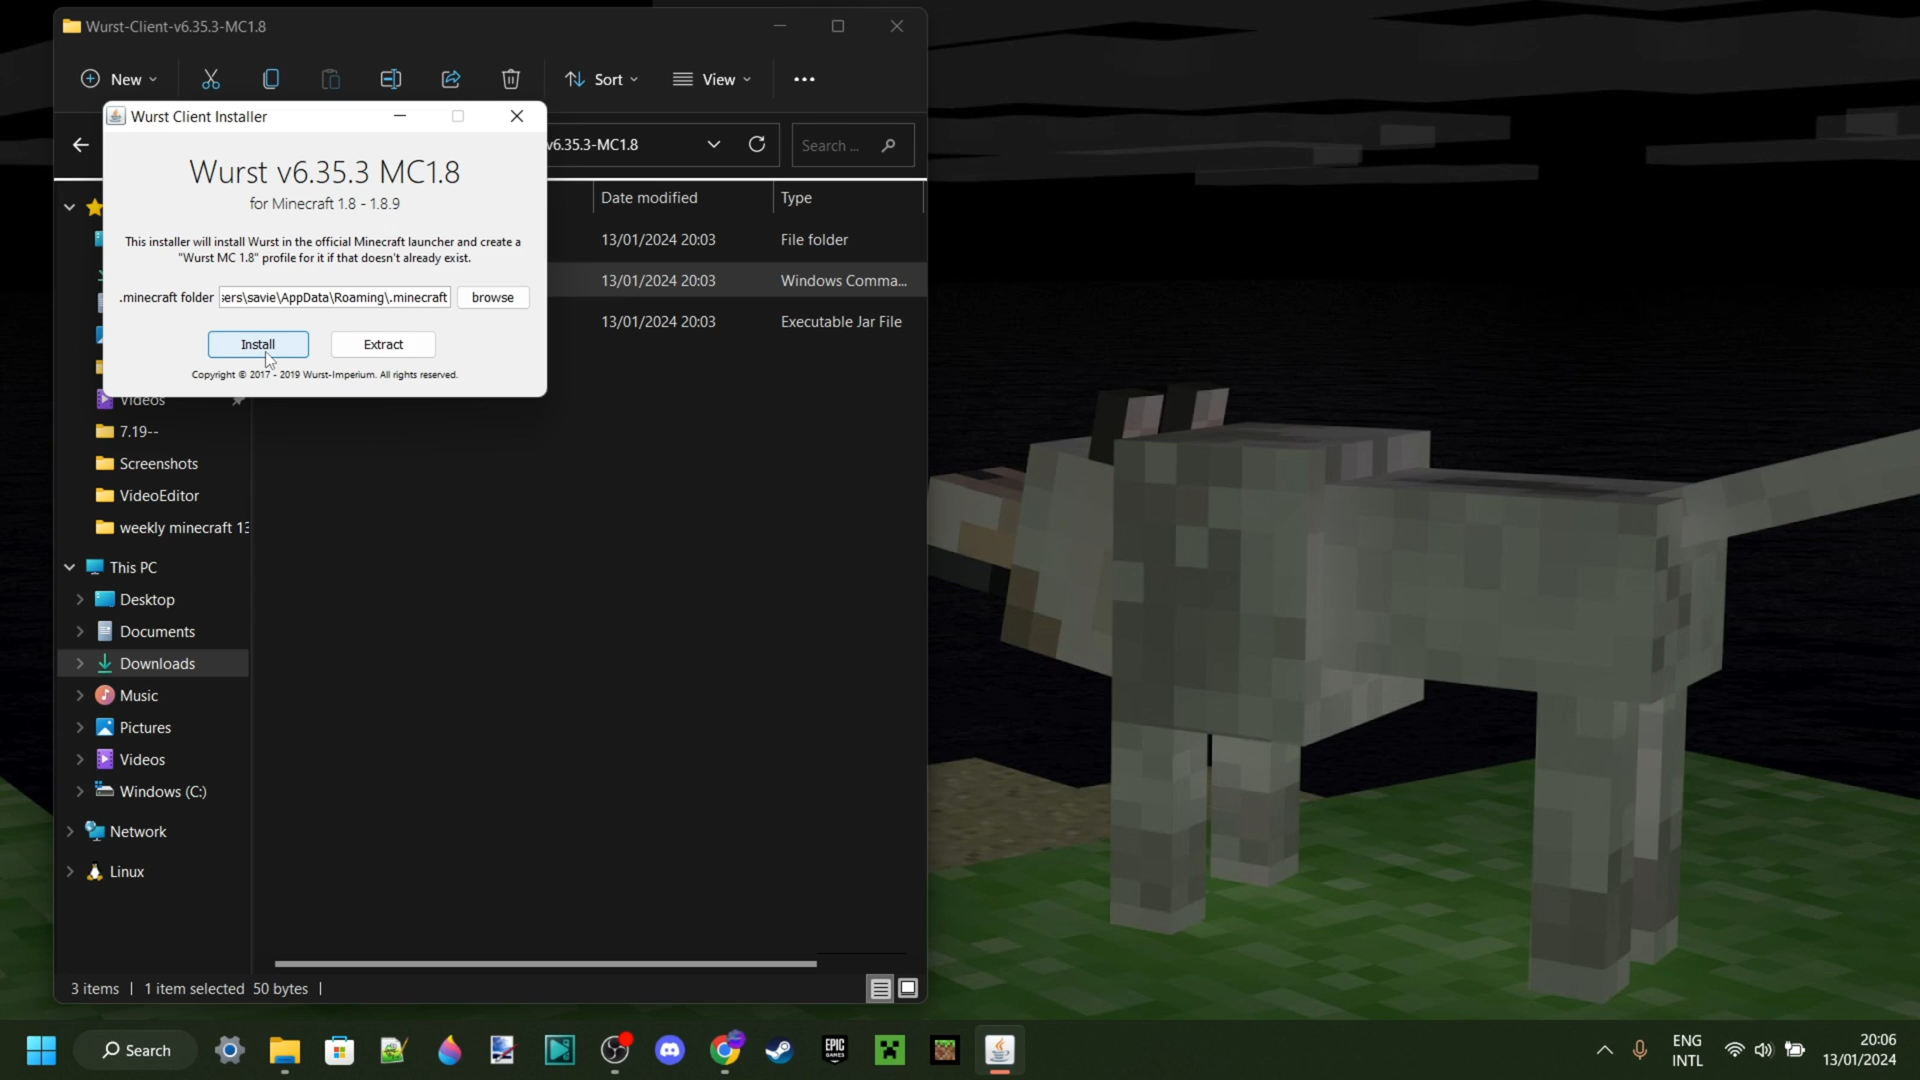 Wurst-Client-v6.35.3-MC1.8
New
Sort
View
Wurst Client Installer
v6.35.3-MC1.8
Search ...
Wurst v6.35.3 MC1.8
for Minecraft 1.8 - 1.8.9
This installer will install Wurst in the official Minecraft launcher and create a
"Wurst MC 1.8" profile for it if that doesn't already exist.
.minecraft folder
ers\savie\AppData\Roaming\.minecraft
browse
Install
Extract
Copyright © 2017 - 2019 Wurst-Imperium. All rights reserved.
Date modified
Type
13/01/2024 20:03
File folder
13/01/2024 20:03
Windows Comma...
13/01/2024 20:03
Executable Jar File
Videos
7.19--
Screenshots
VideoEditor
weekly minecraft 13
This PC
Desktop
Documents
Downloads
Music
Pictures
Videos
Windows (C:)
Network
Linux
3 items
1 item selected 50 bytes
Search
EPIC
GAMES
ENG
INTL
20:06
13/01/2024